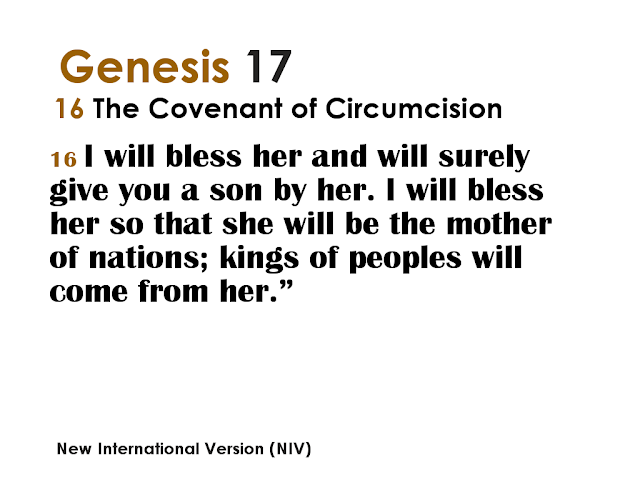 Genesis 17
16 The Covenant of Circumcision
16 I will bless her and will surely
give you a son by her. I will bless
her so that she will be the mother
of nations; kings of peoples will
come from her.”
New International Version (NIV)